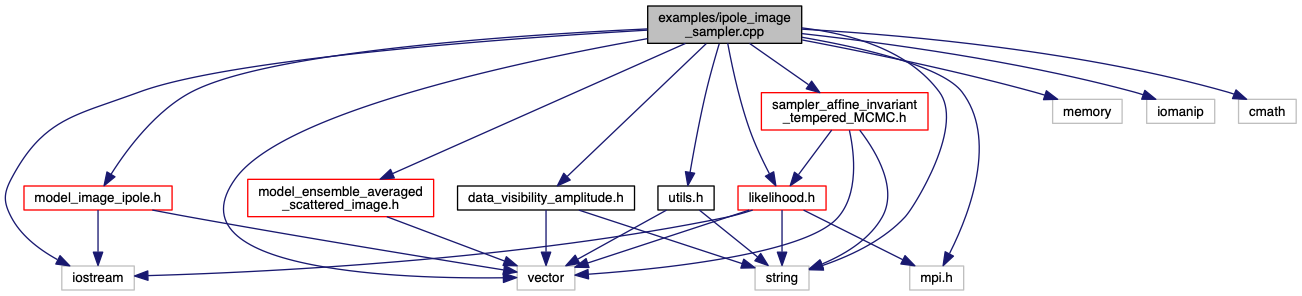 examples/ipole_image
_sampler.cpp
sampler_affine_invariant
_tempered_MCMC.h
memory
iomanip
cmath
model_image_ipole.h
model_ensemble_averaged
_scattered_image.h
data_visibility_amplitude.h
utils.h
likelihood.h
iostream
vector
string
mpi.h